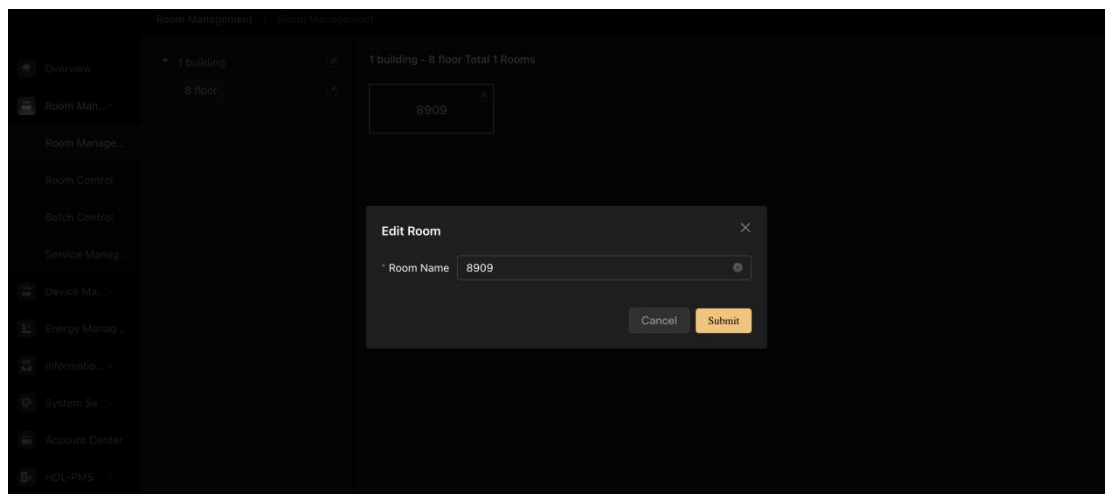 Room Management / Room Management
Overview
Room Man...
Room Manage...
Room Control
Batch Control
Service Manag...
Device Ma...
Energy Manag...
Informatio...
System Se...
Account Center
HDL-PMS
1 building
8 floor
1 building - 8 floor Total 1 Rooms
8909
Edit Room
* Room Name 8909
Cancel Submit